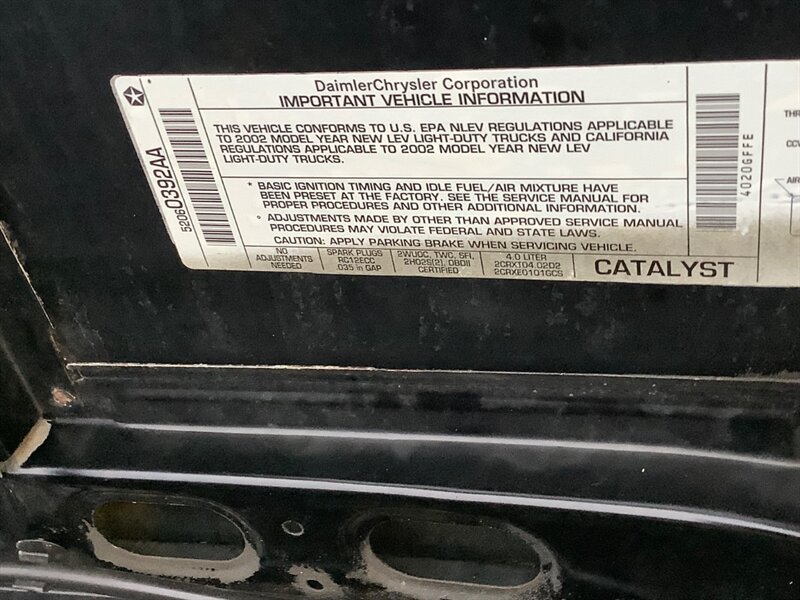 DaimlerChrysler Corporation
IMPORTANT VEHICLE INFORMATION
THIS VEHICLE CONFORMS TO U.S. EPA NLEV REGULATIONS APPLICABLE
TO 2002 MODEL YEAR NEW LEV LIGHT-DUTY TRUCKS AND CALIFORNIA
REGULATIONS APPLICABLE TO 2002 MODEL YEAR NEW LEV
LIGHT-DUTY TRUCKS.
* BASIC IGNITION TIMING AND IDLE FUEL/AIR MIXTURE HAVE
BEEN PRESET AT THE FACTORY. SEE THE SERVICE MANUAL FOR
PROPER PROCEDURES AND OTHER ADDITIONAL INFORMATION.
° ADJUSTMENTS MADE BY OTHER THAN APPROVED SERVICE MANUAL
PROCEDURES MAY VIOLATE FEDERAL AND STATE LAWS.
CAUTION: APPLY PARKING BRAKE WHEN SERVICING VEHICLE.
NO
ADJUSTMENTS
NEEDED
SPARK PLUGS
RC12ECC
.035 in GAP
2WUOC, TWC, SFI,
2HO2S(2), OBDII
CERTIFIED
4.0 LITER
2CRXT04.02D2
2CRXE0101GCS
CATALYST
52060392AA
4020GFFE
THR
CCV
AIR